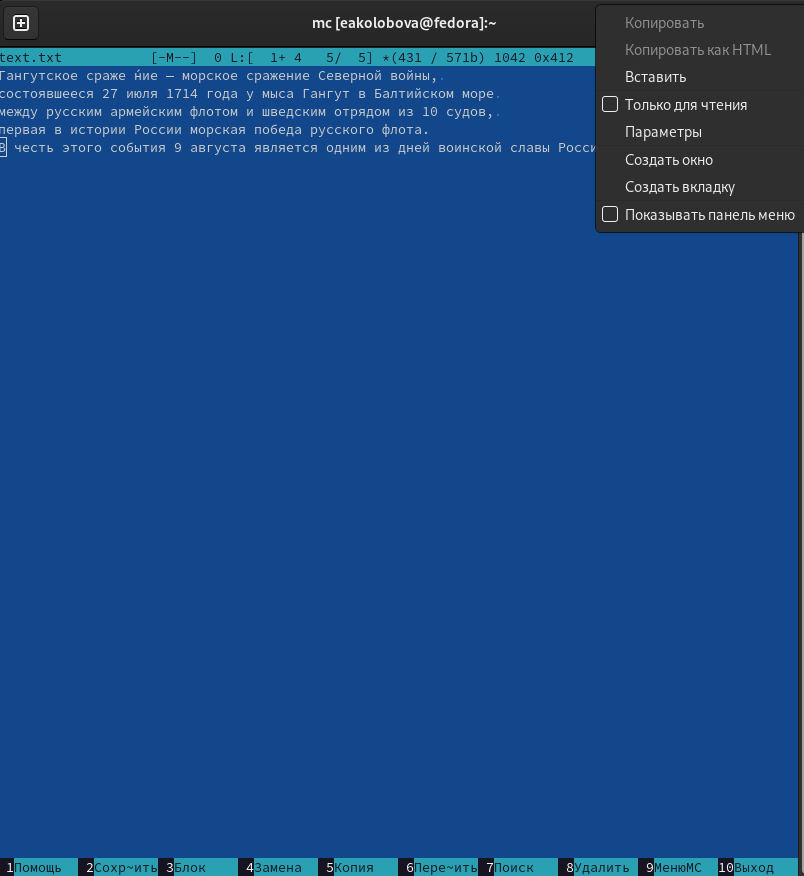 mc [eakolobova@fedora]:~
Копировать
Копировать как HTML
Вставить
Только для чтения
Параметры
Создать окно
Создать вкладку
Показывать панель меню
text.txt [-M--] 0 L:[ 1+ 4 5/ 5] *(431 / 571b) 1042 0x412
Гангутское сраже ́ние — морское сражение Северной войны,.
состоявшееся 27 июля 1714 года у мыса Гангут в Балтийском море.
между русским армейским флотом и шведским отрядом из 10 судов,.
первая в истории России морская победа русского флота.
В честь этого события 9 августа является одним из дней воинской славы Росси
1Помощь 2Сохр~ить 3Блок 4Замена 5Копия 6Пере~ить 7Поиск 8Удалить 9МенюMC 10Выход